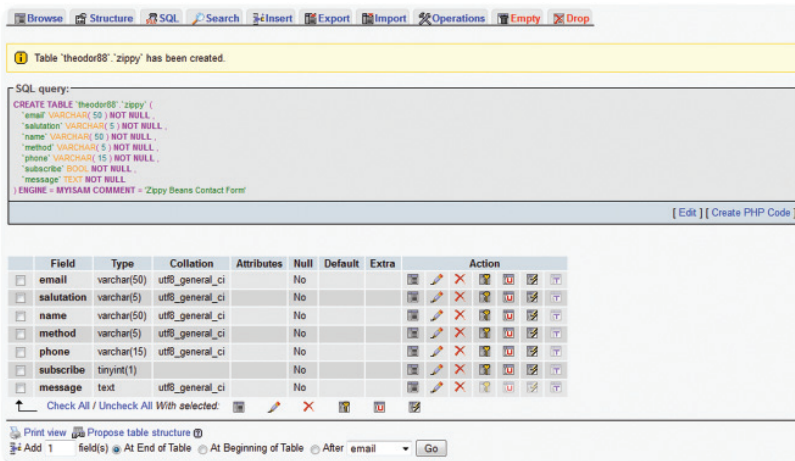 Browse Structure SQL Search Insert Export Import Operations Empty Drop
Table `theodor88`.`zippy` has been created.
SQL query:
CREATE TABLE `theodor88`.`zippy` (
`email` VARCHAR( 50 ) NOT NULL ,
`salutation` VARCHAR( 5 ) NOT NULL ,
`name` VARCHAR( 50 ) NOT NULL ,
`method` VARCHAR( 5 ) NOT NULL ,
`phone` VARCHAR( 15 ) NOT NULL ,
`subscribe` BOOL NOT NULL ,
`message` TEXT NOT NULL
) ENGINE = MYISAM COMMENT = 'Zippy Beans Contact Form'
[ Edit ] [ Create PHP Code ]
Field Type Collation Attributes Null Default Extra Action
email varchar(50) utf8_general_ci No
salutation varchar(5) utf8_general_ci No
name varchar(50) utf8_general_ci No
method varchar(5) utf8_general_ci No
phone varchar(15) utf8_general_ci No
subscribe tinyint(1) No
message text utf8_general_ci No
Check All / Uncheck All With selected:
Print view Propose table structure
Add 1 field(s) At End of Table At Beginning of Table After email Go